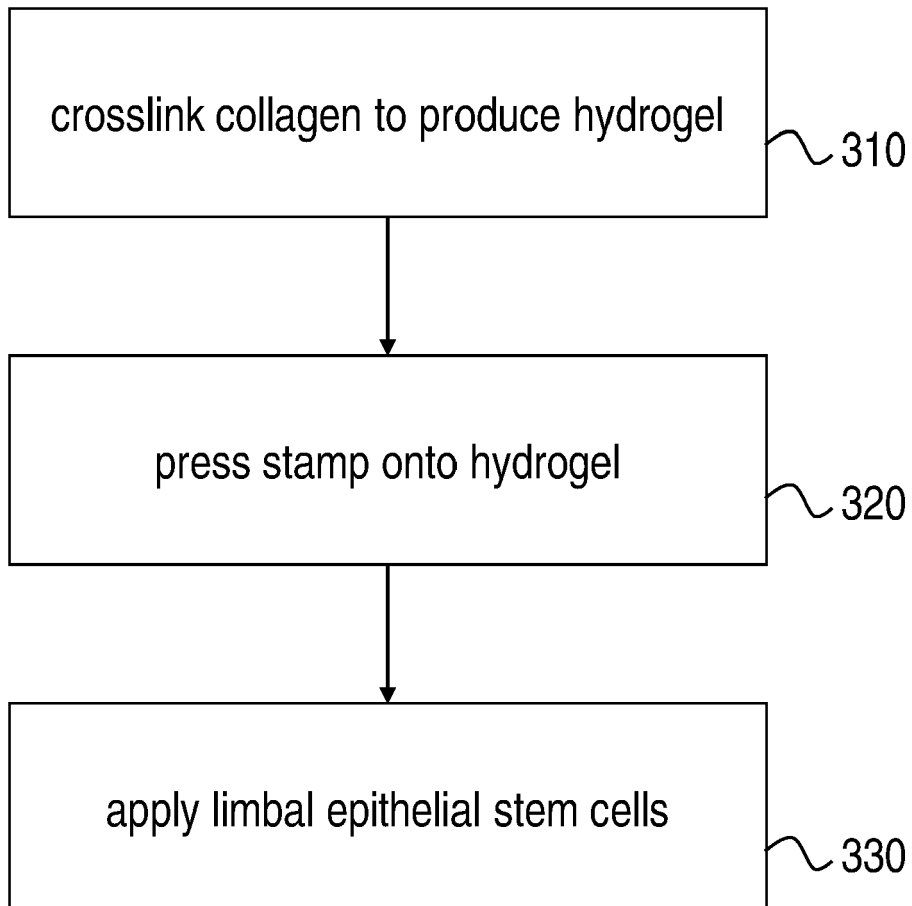 crosslink collagen to produce hydrogel
310
press stamp onto hydrogel
320
apply limbal epithelial stem cells
330